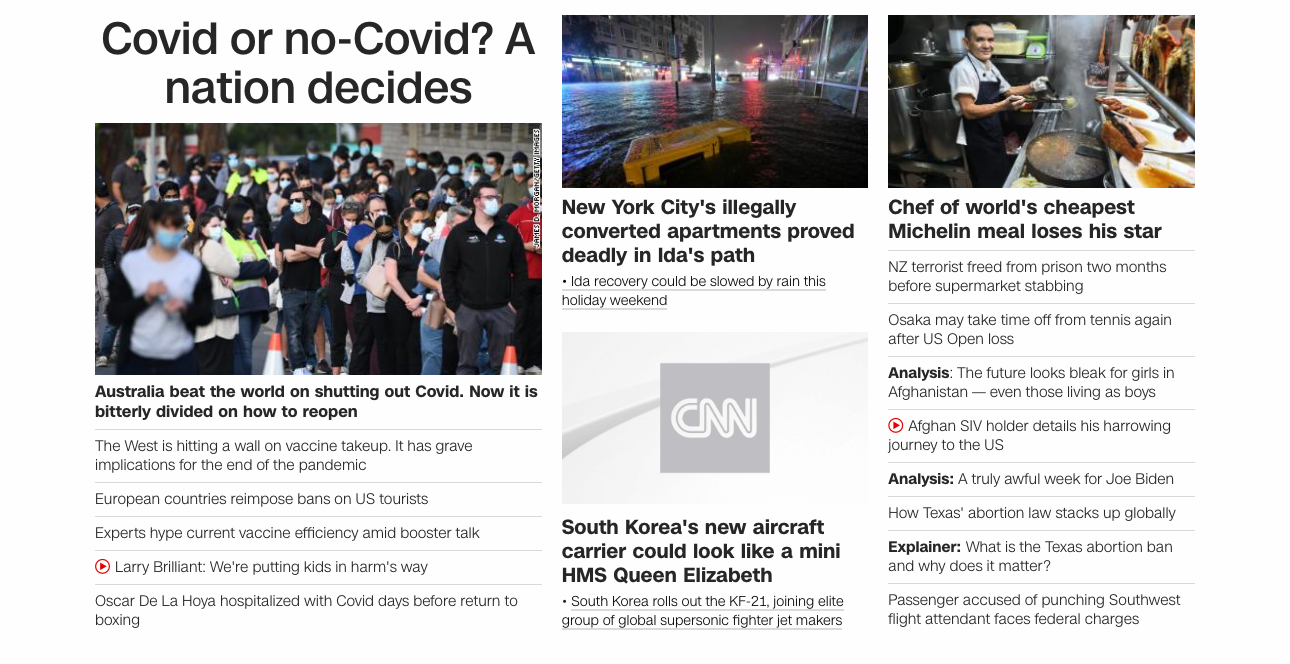 Covid or no-Covid? A
nation decides
JAMES D. MORGAN/GETTY IMAGES
Australia beat the world on shutting out Covid. Now it is
bitterly divided on how to reopen
The West is hitting a wall on vaccine takeup. It has grave
implications for the end of the pandemic
European countries reimpose bans on US tourists
Experts hype current vaccine efficiency amid booster talk
Larry Brilliant: We're putting kids in harm's way
Oscar De La Hoya hospitalized with Covid days before return to
boxing
New York City's illegally
converted apartments proved
deadly in Ida's path
• Ida recovery could be slowed by rain this
holiday weekend
CNN
South Korea's new aircraft
carrier could look like a mini
HMS Queen Elizabeth
• South Korea rolls out the KF-21, joining elite
group of global supersonic fighter jet makers
Chef of world's cheapest
Michelin meal loses his star
NZ terrorist freed from prison two months
before supermarket stabbing
Osaka may take time off from tennis again
after US Open loss
Analysis: The future looks bleak for girls in
Afghanistan — even those living as boys
Afghan SIV holder details his harrowing
journey to the US
Analysis: A truly awful week for Joe Biden
How Texas' abortion law stacks up globally
Explainer: What is the Texas abortion ban
and why does it matter?
Passenger accused of punching Southwest
flight attendant faces federal charges